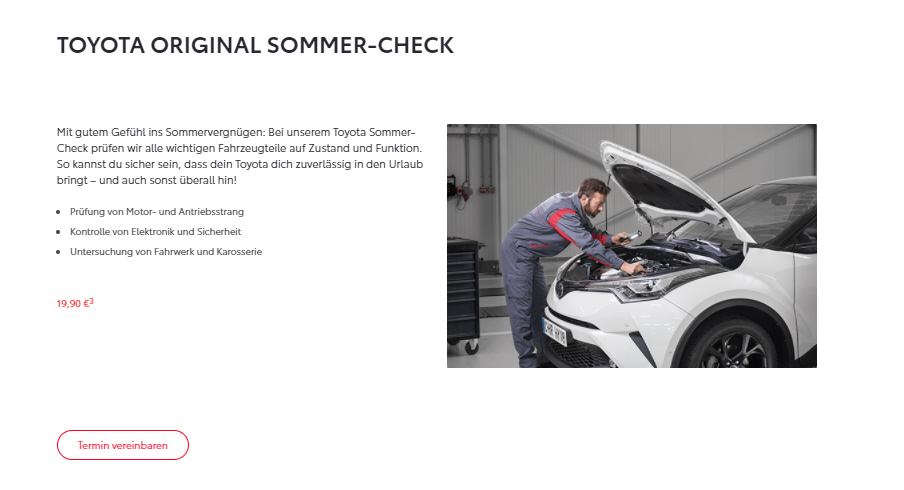 TOYOTA ORIGINAL SOMMER-CHECK
Mit gutem Gefühl ins Sommervergnügen: Bei unserem Toyota Sommer-
Check prüfen wir alle wichtigen Fahrzeugteile auf Zustand und Funktion.
So kannst du sicher sein, dass dein Toyota dich zuverlässig in den Urlaub
bringt – und auch sonst überall hin!
Prüfung von Motor- und Antriebsstrang
Kontrolle von Elektronik und Sicherheit
Untersuchung von Fahrwerk und Karosserie
19,90 €³
Termin vereinbaren